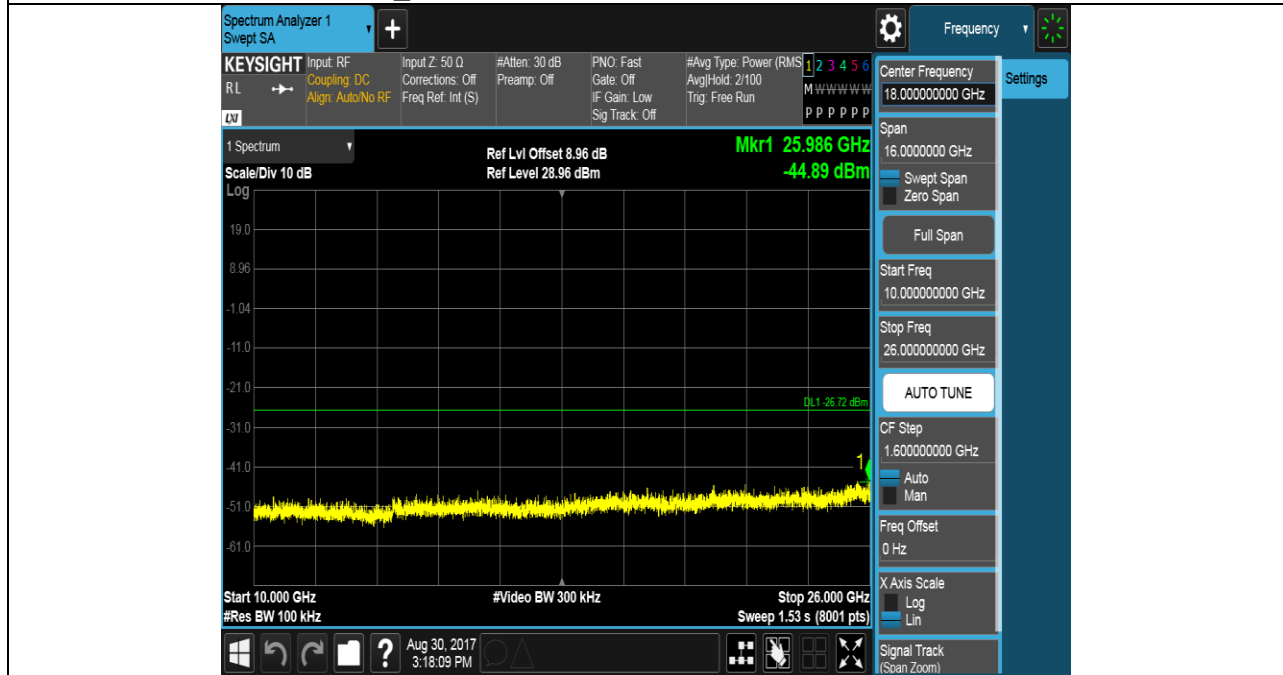 Spectrum Analyzer 1
Swept SA
+
Frequency
KEYSIGHT
RL
LXI
Input: RF
Coupling: DC
Align: Auto/No RF
Input Z: 50 Ω
Corrections: Off
Freq Ref: Int (S)
#Atten: 30 dB
Preamp: Off
PNO: Fast
Gate: Off
IF Gain: Low
Sig Track: Off
#Avg Type: Power (RMS
Avg|Hold: 2/100
Trig: Free Run
1 2 3 4 5 6
M W W W W W
P P P P P P
1 Spectrum
Scale/Div 10 dB
Ref Lvl Offset 8.96 dB
Ref Level 28.96 dBm
Mkr1 25.986 GHz
-44.89 dBm
Log
19.0
8.96
-1.04
-11.0
-21.0
DL1 -26.72 dBm
-31.0
-41.0
1
-51.0
-61.0
Start 10.000 GHz
#Res BW 100 kHz
#Video BW 300 kHz
Stop 26.000 GHz
Sweep 1.53 s (8001 pts)
?
Aug 30, 2017
3:18:09 PM
Center Frequency
18.000000000 GHz
Settings
Span
16.0000000 GHz
Swept Span
Zero Span
Full Span
Start Freq
10.000000000 GHz
Stop Freq
26.000000000 GHz
AUTO TUNE
CF Step
1.600000000 GHz
Auto
Man
Freq Offset
0 Hz
X Axis Scale
Log
Lin
Signal Track
(Span Zoom)